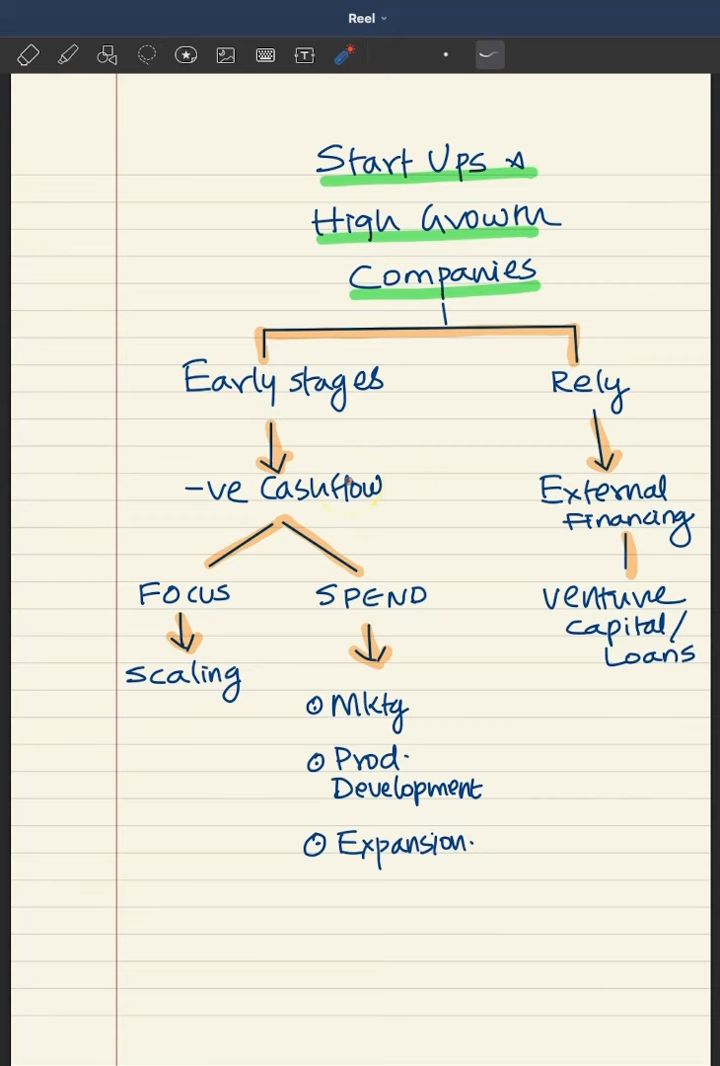 Reel
Start Ups &
High Growth
Companies
Early stages
Rely
-ve Cashflow
External
Financing
FOCUS
SPEND
Venture
Capital/
Loans
Scaling
Mktg
Prod.
Development
Expansion.